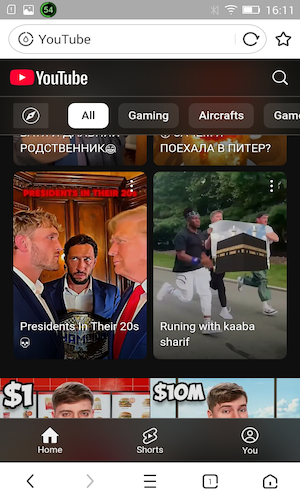 54
16:11
YouTube
YouTube
All
Gaming
Aircrafts
РОДСТВЕННИК😂
ПОЕХАЛА В ПИТЕР?
PRESIDENTS IN THEIR 20s
Presidents In Their 20s
💀
Runing with kaaba
sharif
$1
$10M
Home
Shorts
You
1